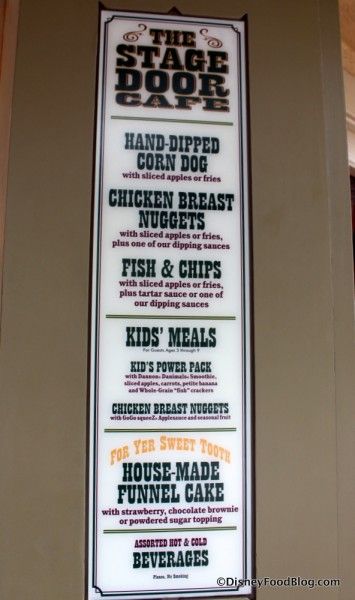 THE
STAGE
DOOR
CAFE
HAND-DIPPED
CORN DOG
with sliced apples or fries
CHICKEN BREAST
NUGGETS
with sliced apples or fries,
plus one of our dipping sauces
FISH & CHIPS
with sliced apples or fries,
plus tartar sauce or one of
our dipping sauces
KIDS' MEALS
For Guests Ages 3 through 9
KID'S POWER PACK
with Dannon® Danimals® Smoothie,
sliced apples, carrots, petite banana
and Whole-Grain "fish" crackers
CHICKEN BREAST NUGGETS
with GoGo squeeZ® Applesauce and seasonal fruit
FOR YER SWEET TOOTH
HOUSE-MADE
FUNNEL CAKE
with strawberry, chocolate brownie
or powdered sugar topping
ASSORTED HOT & COLD
BEVERAGES
Please, No Smoking
©DisneyFoodBlog.com